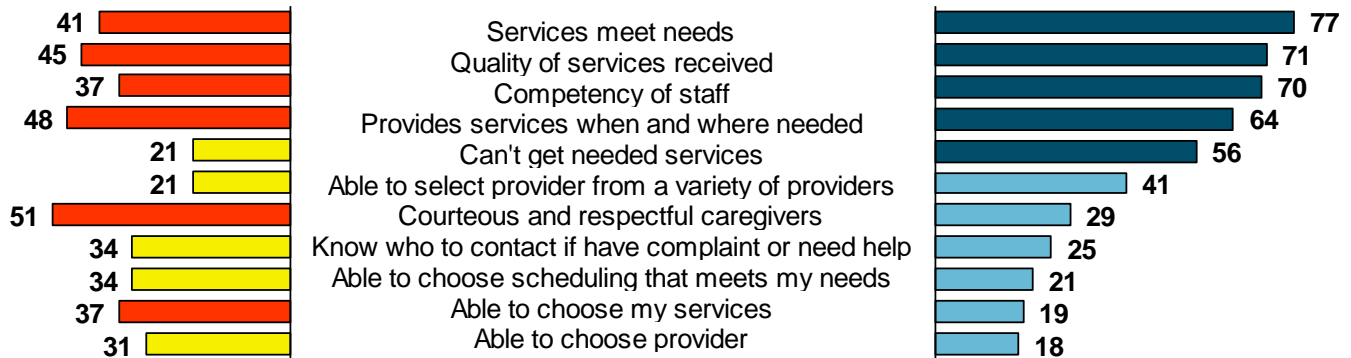 41 Services meet needs 77
45 Quality of services received 71
37 Competency of staff 70
48 Provides services when and where needed 64
21 Can't get needed services 56
21 Able to select provider from a variety of providers 41
51 Courteous and respectful caregivers 29
34 Know who to contact if have complaint or need help 25
34 Able to choose scheduling that meets my needs 21
37 Able to choose my services 19
31 Able to choose provider 18